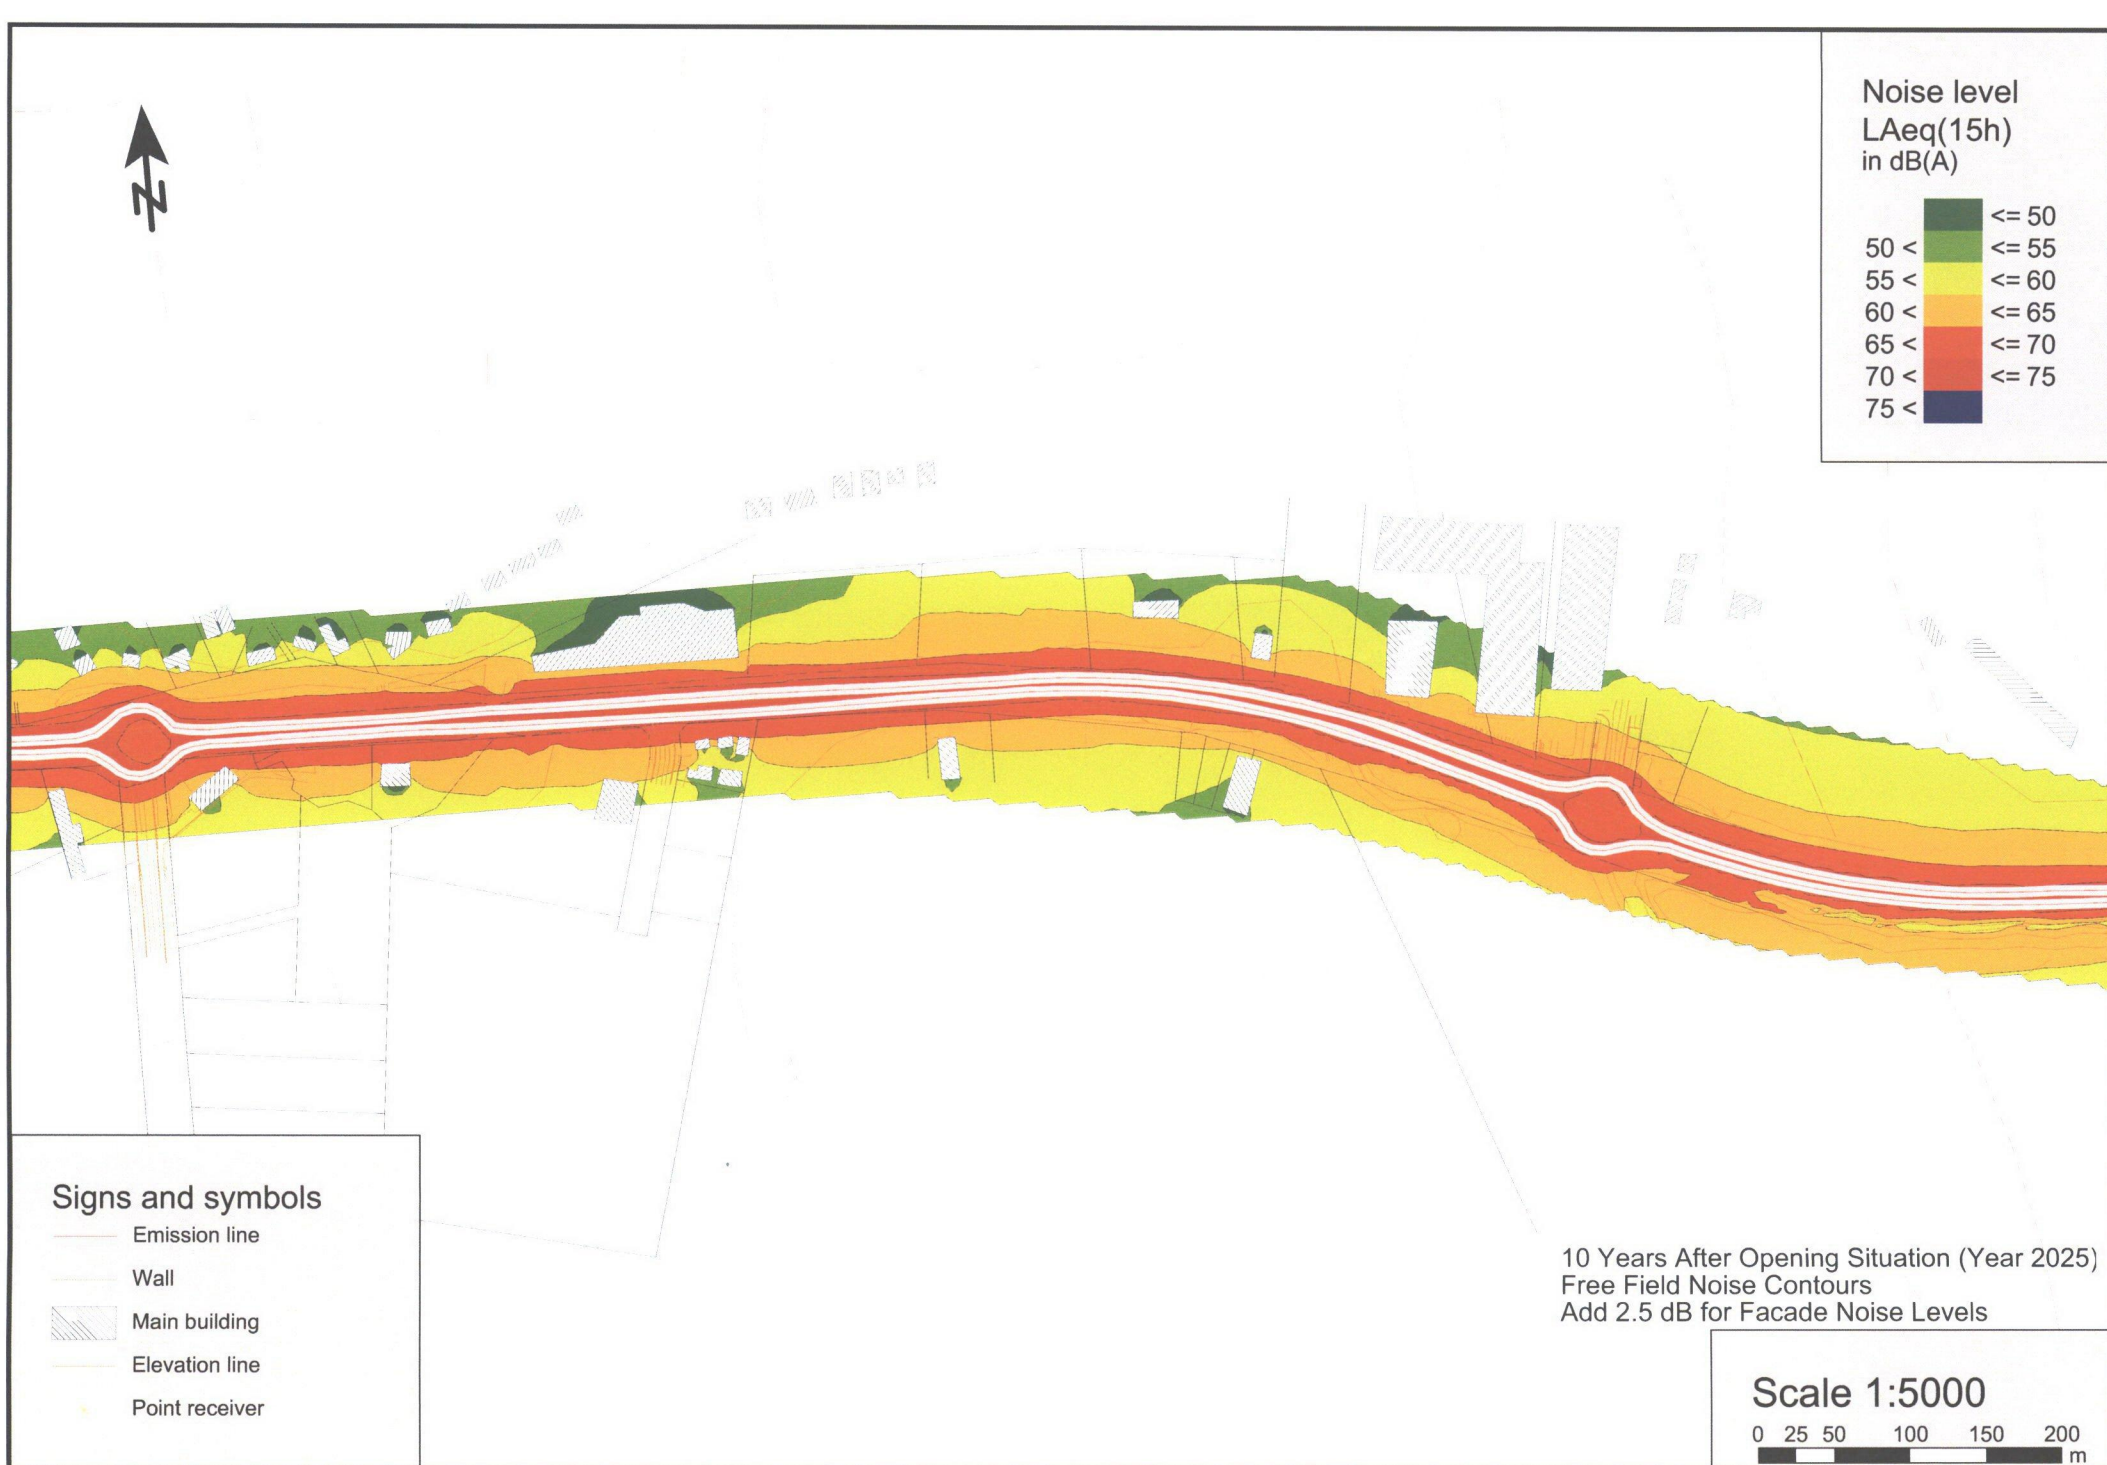 N
Noise level
LAeq(15h)
in dB(A)
<= 50
50 < <= 55
55 < <= 60
60 < <= 65
65 < <= 70
70 < <= 75
75 <
Signs and symbols
Emission line
Wall
Main building
Elevation line
Point receiver
10 Years After Opening Situation (Year 2025)
Free Field Noise Contours
Add 2.5 dB for Facade Noise Levels
Scale 1:5000
0 25 50 100 150 200
m